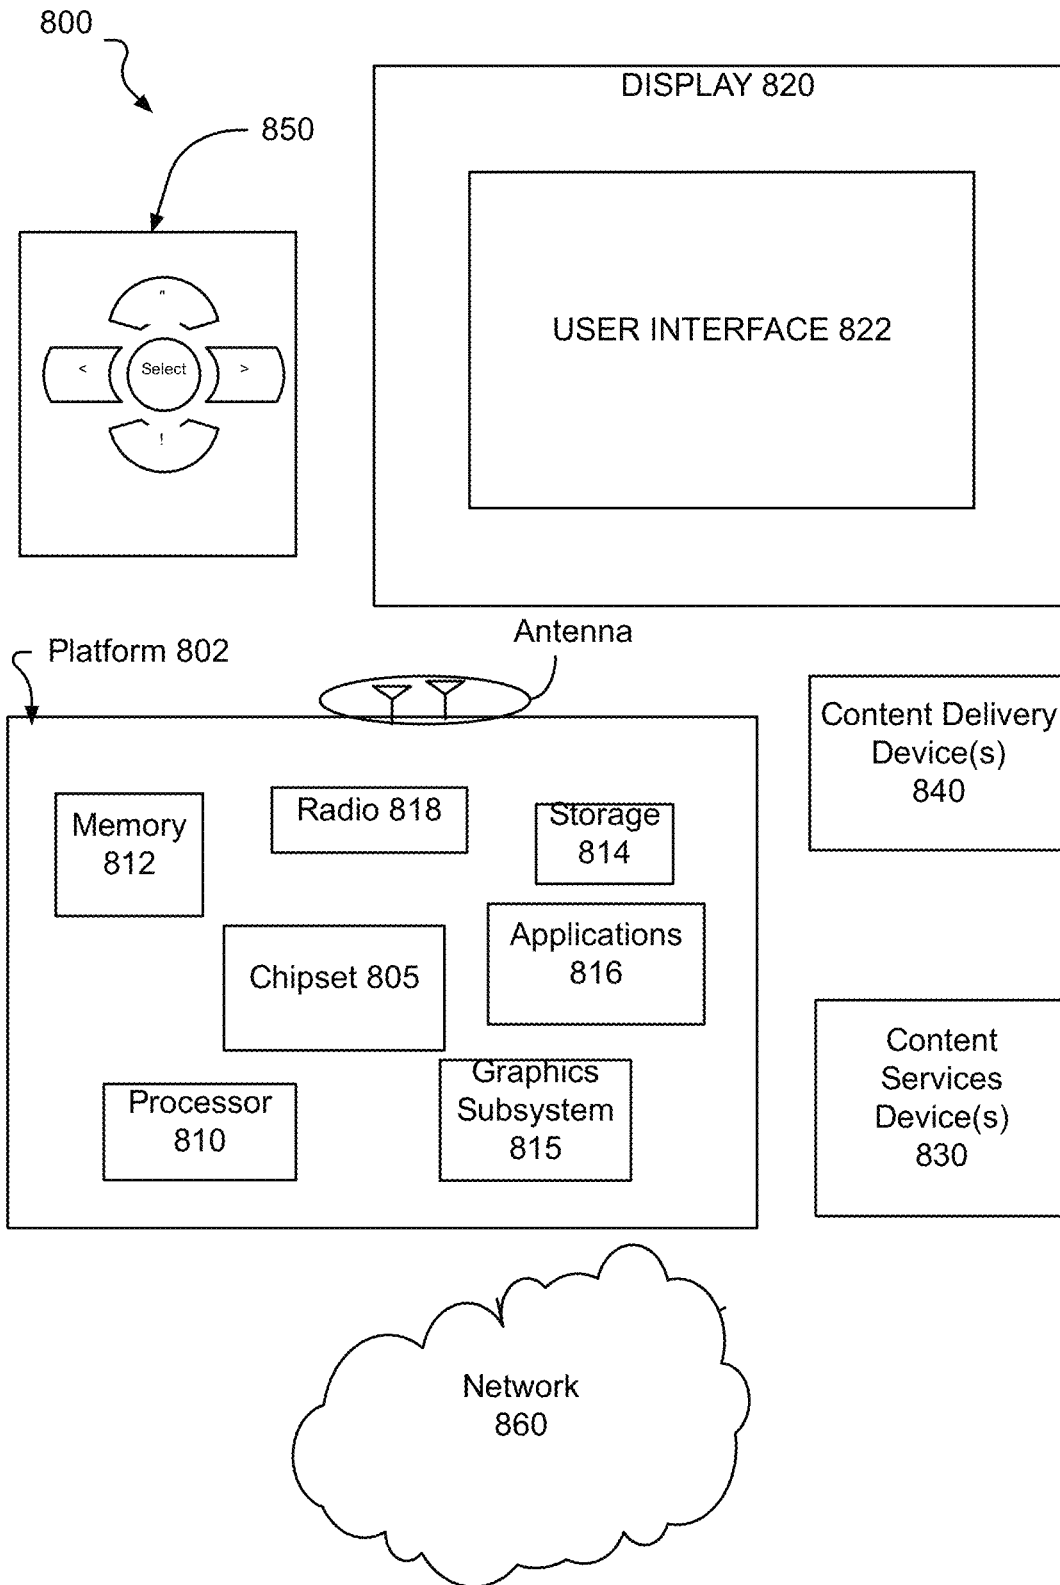 800
850
DISPLAY 820
USER INTERFACE 822
"
<
Select
>
!
Platform 802
Antenna
Memory
812
Radio 818
Storage
814
Chipset 805
Applications
816
Processor
810
Graphics
Subsystem
815
Content Delivery
Device(s)
840
Content
Services
Device(s)
830
Network
860